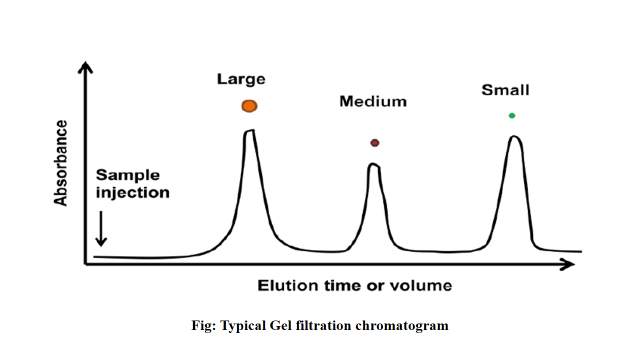 Large
Medium
Small
Absorbance
Sample
injection
Elution time or volume
Fig: Typical Gel filtration chromatogram